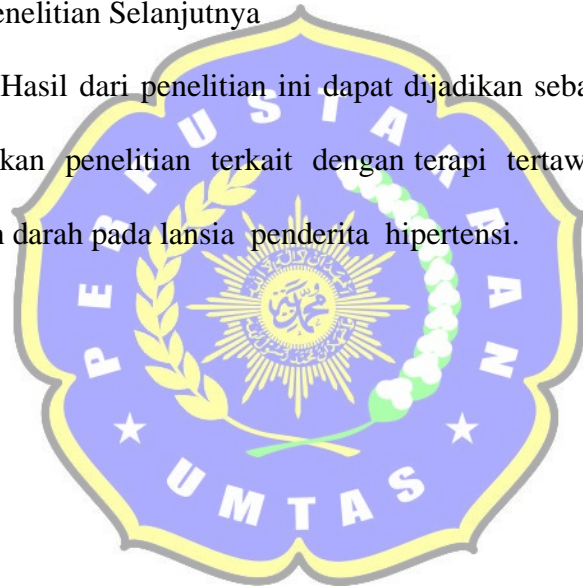 enelitian Selanjutnya
Hasil dari penelitian ini dapat dijadikan seba
kan penelitian terkait dengan terapi tertaw
darah pada lansia penderita hipertensi.
PERPUSTAKAAN
UMTAS